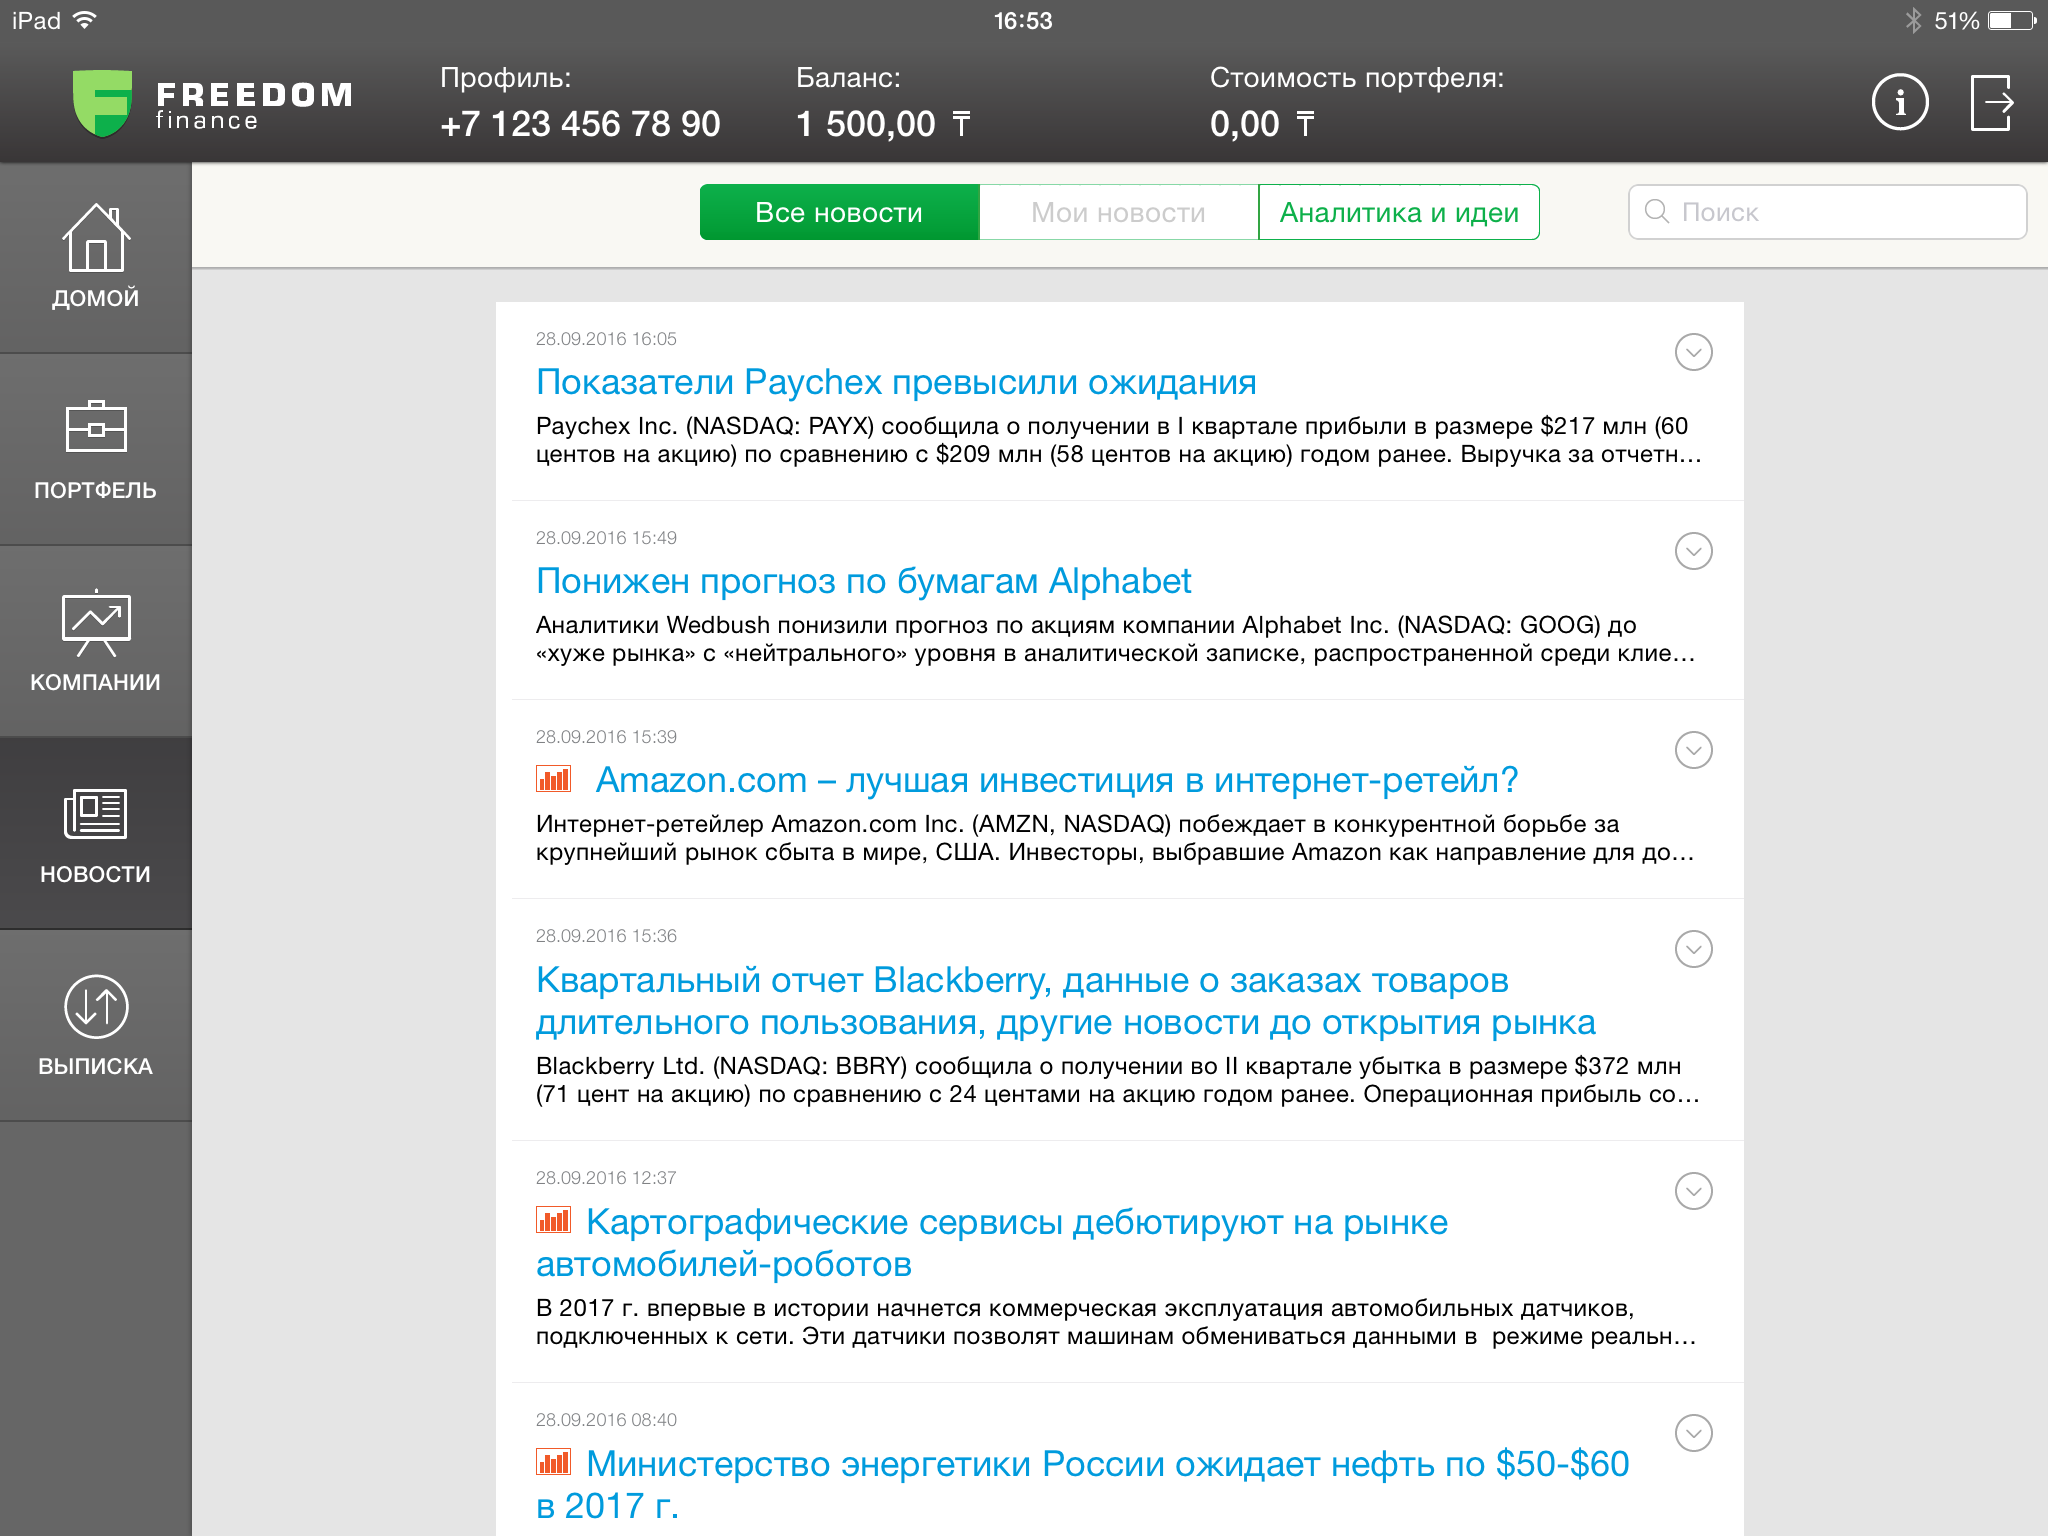 iPad
16:53
51%
FREEDOM
finance
Профиль:
+7 123 456 78 90
Баланс:
1 500,00 ₸
Стоимость портфеля:
0,00 ₸
Все новости
Мои новости
Аналитика и идеи
Поиск
ДОМОЙ
ПОРТФЕЛЬ
КОМПАНИИ
НОВОСТИ
ВЫПИСКА
28.09.2016 16:05
Показатели Paychex превысили ожидания
Paychex Inc. (NASDAQ: PAYX) сообщила о получении в I квартале прибыли в размере $217 млн (60
центов на акцию) по сравнению с $209 млн (58 центов на акцию) годом ранее. Выручка за отчетн…
28.09.2016 15:49
Понижен прогноз по бумагам Alphabet
Аналитики Wedbush понизили прогноз по акциям компании Alphabet Inc. (NASDAQ: GOOG) до
«хуже рынка» с «нейтрального» уровня в аналитической записке, распространенной среди клие…
28.09.2016 15:39
Amazon.com – лучшая инвестиция в интернет-ретейл?
Интернет-ретейлер Amazon.com Inc. (AMZN, NASDAQ) побеждает в конкурентной борьбе за
крупнейший рынок сбыта в мире, США. Инвесторы, выбравшие Amazon как направление для до…
28.09.2016 15:36
Квартальный отчет Blackberry, данные о заказах товаров
длительного пользования, другие новости до открытия рынка
Blackberry Ltd. (NASDAQ: BBRY) сообщила о получении во II квартале убытка в размере $372 млн
(71 цент на акцию) по сравнению с 24 центами на акцию годом ранее. Операционная прибыль со…
28.09.2016 12:37
Картографические сервисы дебютируют на рынке
автомобилей-роботов
В 2017 г. впервые в истории начнется коммерческая эксплуатация автомобильных датчиков,
подключенных к сети. Эти датчики позволят машинам обмениваться данными в  режиме реальн…
28.09.2016 08:40
Министерство энергетики России ожидает нефть по $50-$60
в 2017 г.